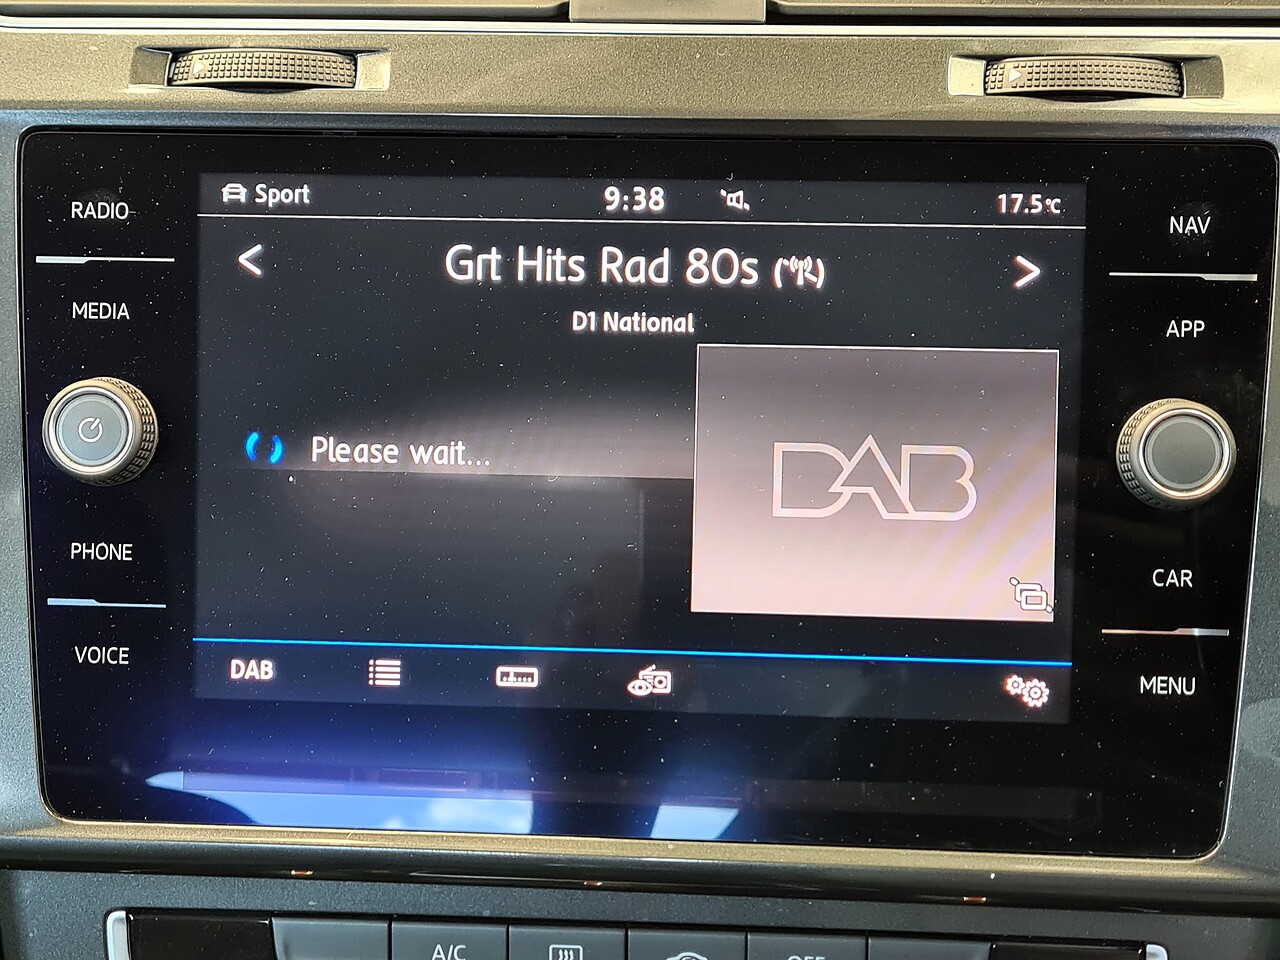 Sport 9:38 17.5°C
RADIO
NAV
< Grt Hits Rad 80s >
D1 National
MEDIA
APP
Please wait...
DAB
PHONE
CAR
VOICE
DAB
MENU
A/C
OFF